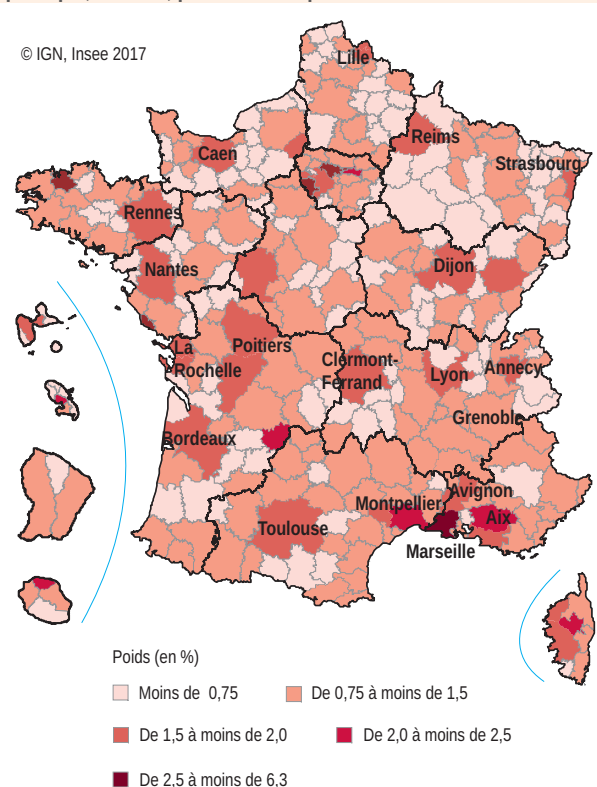 © IGN, Insee 2017
Lille
Reims
Caen
Strasbourg
Rennes
Nantes
Dijon
La
Rochelle
Poitiers
Clermont-
Ferrand
Lyon
Annecy
Grenoble
Bordeaux
Avignon
Montpellier
Aix
Toulouse
Marseille
Poids (en %)
Moins de 0,75
De 0,75 à moins de 1,5
De 1,5 à moins de 2,0
De 2,0 à moins de 2,5
De 2,5 à moins de 6,3